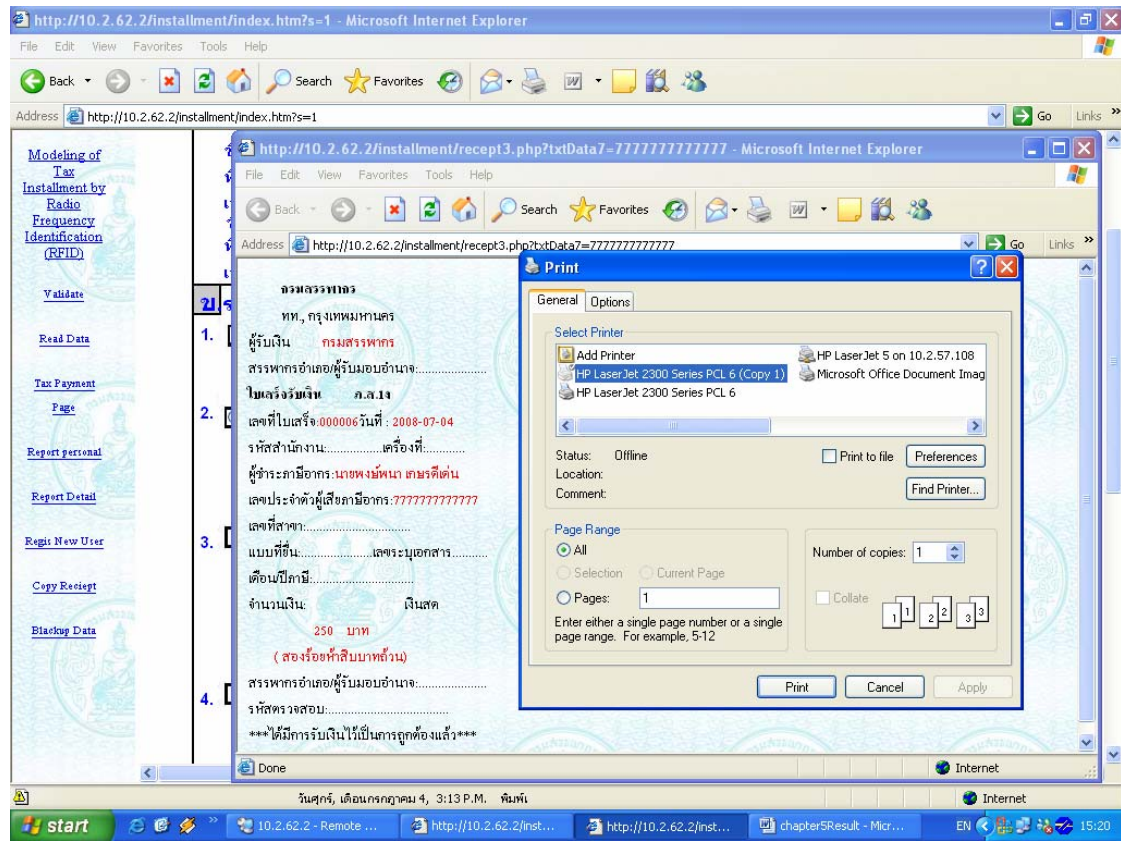 http://10.2.62.2/installment/index.htm?s=1 - Microsoft Internet Explorer
File Edit View Favorites Tools Help
Back Search Favorites
Address http://10.2.62.2/installment/index.htm?s=1 Go Links »
Modeling of
Tax
Installment by
Radio
Frequency
Identification
(RFID)
Validate
Read Data
Tax Payment
Page
Report personal
Report Detail
Regis New User
Copy Reciept
Blackup Data
ข.
1.
2.
3.
4.
http://10.2.62.2/installment/recept3.php?txtData7=7777777777777 - Microsoft Internet Explorer
File Edit View Favorites Tools Help
Back Search Favorites
Address http://10.2.62.2/installment/recept3.php?txtData7=7777777777777 Go Links »
กรมสรรพากร
ทท., กรุงเทพมหานคร
ผู้รับเงิน กรมสรรพากร
สรรพากรอำเภอ/ผู้รับมอบอำนาจ:.................
ใบเสร็จรับเงิน ภ.ส.14
เลขที่ใบเสร็จ:000006วันที่ : 2008-07-04
รหัสสำนักงาน:..............เครื่องที่:............
ผู้ชำระภาษีอากร:นายพงษ์พนา เกษรดีเด่น
เลขประจำตัวผู้เสียภาษีอากร:7777777777777
เลขที่สาขา:..........................
แบบที่ยื่น:..................เลขระบุเอกสาร..........
เดือน/ปีภาษี:.........................
จำนวนเงิน: เงินสด
250 บาท
( สองร้อยห้าสิบบาทถ้วน)
สรรพากรอำเภอ/ผู้รับมอบอำนาจ:.................
รหัสตรวจสอบ:..............................
***ได้มีการรับเงินไว้เป็นการถูกต้องแล้ว***
Done Internet
Print
General Options
Select Printer
Add Printer
HP LaserJet 2300 Series PCL 6 (Copy 1)
HP LaserJet 2300 Series PCL 6
HP LaserJet 5 on 10.2.57.108
Microsoft Office Document Imag
Status: Offline
Location:
Comment:
Print to file Preferences
Find Printer...
Page Range
All
Selection Current Page
Pages: 1
Enter either a single page number or a single
page range. For example, 5-12
Number of copies: 1
Collate
1 1 2 2 3 3
Print Cancel Apply
วันศุกร์, เดือนกรกฎาคม 4, 3:13 P.M. พิมพ์เ
Internet
start » 10.2.62.2 - Remote ... http://10.2.62.2/inst... http://10.2.62.2/inst... chapter5Result - Micr... EN 15:20